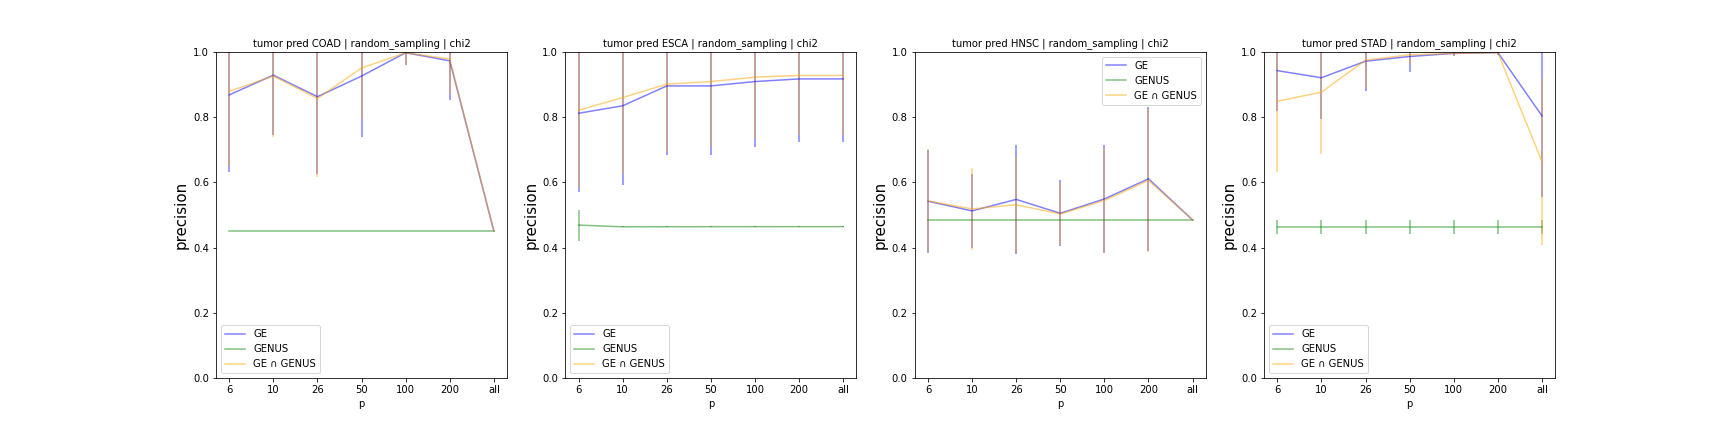 tumor pred COAD | random_sampling | chi2
precision
1.0
0.8
0.6
0.4
0.2
0.0
GE
GENUS
GE ∩ GENUS
6 10 26 50 100 200 all
p
tumor pred ESCA | random_sampling | chi2
precision
1.0
0.8
0.6
0.4
0.2
0.0
GE
GENUS
GE ∩ GENUS
6 10 26 50 100 200 all
p
tumor pred HNSC | random_sampling | chi2
precision
1.0
0.8
0.6
0.4
0.2
0.0
GE
GENUS
GE ∩ GENUS
6 10 26 50 100 200 all
p
tumor pred STAD | random_sampling | chi2
precision
1.0
0.8
0.6
0.4
0.2
0.0
GE
GENUS
GE ∩ GENUS
6 10 26 50 100 200 all
p